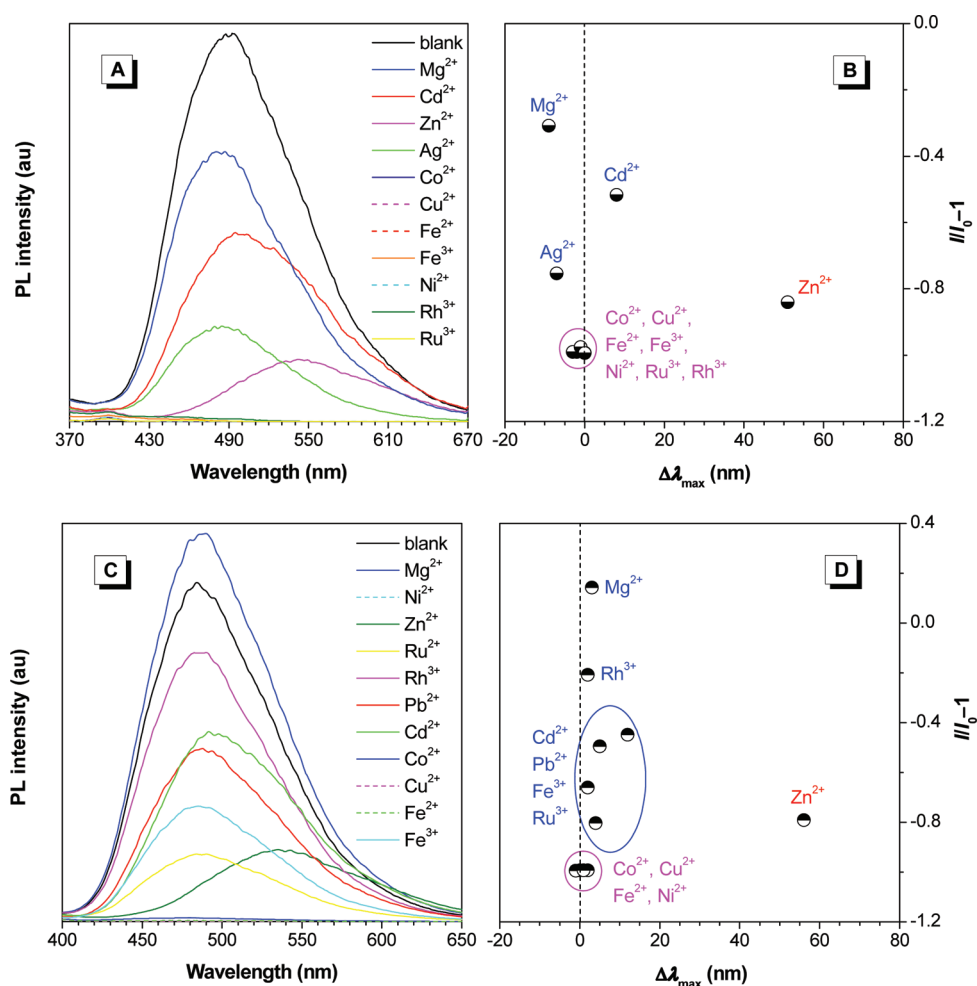 A
blank
Mg²⁺
Cd²⁺
Zn²⁺
Ag²⁺
Co²⁺
Cu²⁺
Fe²⁺
Fe³⁺
Ni²⁺
Rh³⁺
Ru³⁺
PL intensity (au)
370 430 490 550 610 670
Wavelength (nm)
B
Mg²⁺
Cd²⁺
Ag²⁺
Zn²⁺
Co²⁺, Cu²⁺,
Fe²⁺, Fe³⁺,
Ni²⁺, Ru³⁺, Rh³⁺
0.0
-0.4
-0.8
-1.2
I/I₀–1
-20 0 20 40 60 80
Δλmax (nm)
C
blank
Mg²⁺
Ni²⁺
Zn²⁺
Ru²⁺
Rh³⁺
Pb²⁺
Cd²⁺
Co²⁺
Cu²⁺
Fe²⁺
Fe³⁺
PL intensity (au)
400 450 500 550 600 650
Wavelength (nm)
D
Mg²⁺
Rh³⁺
Cd²⁺
Pb²⁺
Fe³⁺
Ru³⁺
Zn²⁺
Co²⁺, Cu²⁺
Fe²⁺, Ni²⁺
0.4
0.0
-0.4
-0.8
-1.2
I/I₀–1
-20 0 20 40 60 80
Δλmax (nm)